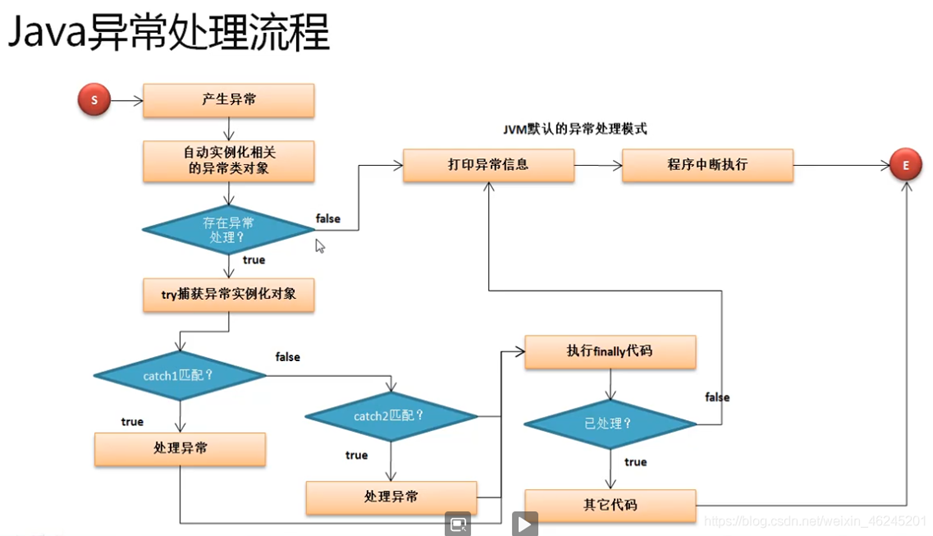 Java异常处理流程
S
产生异常
JVM默认的异常处理模式
自动实例化相关
的异常类对象
打印异常信息
程序中断执行
E
存在异常
处理？
false
true
try捕获异常实例化对象
执行finally代码
catch1匹配？
false
catch2匹配？
已处理？
false
true
处理异常
true
true
处理异常
其它代码
https://blog.csdn.net/weixin_46245201